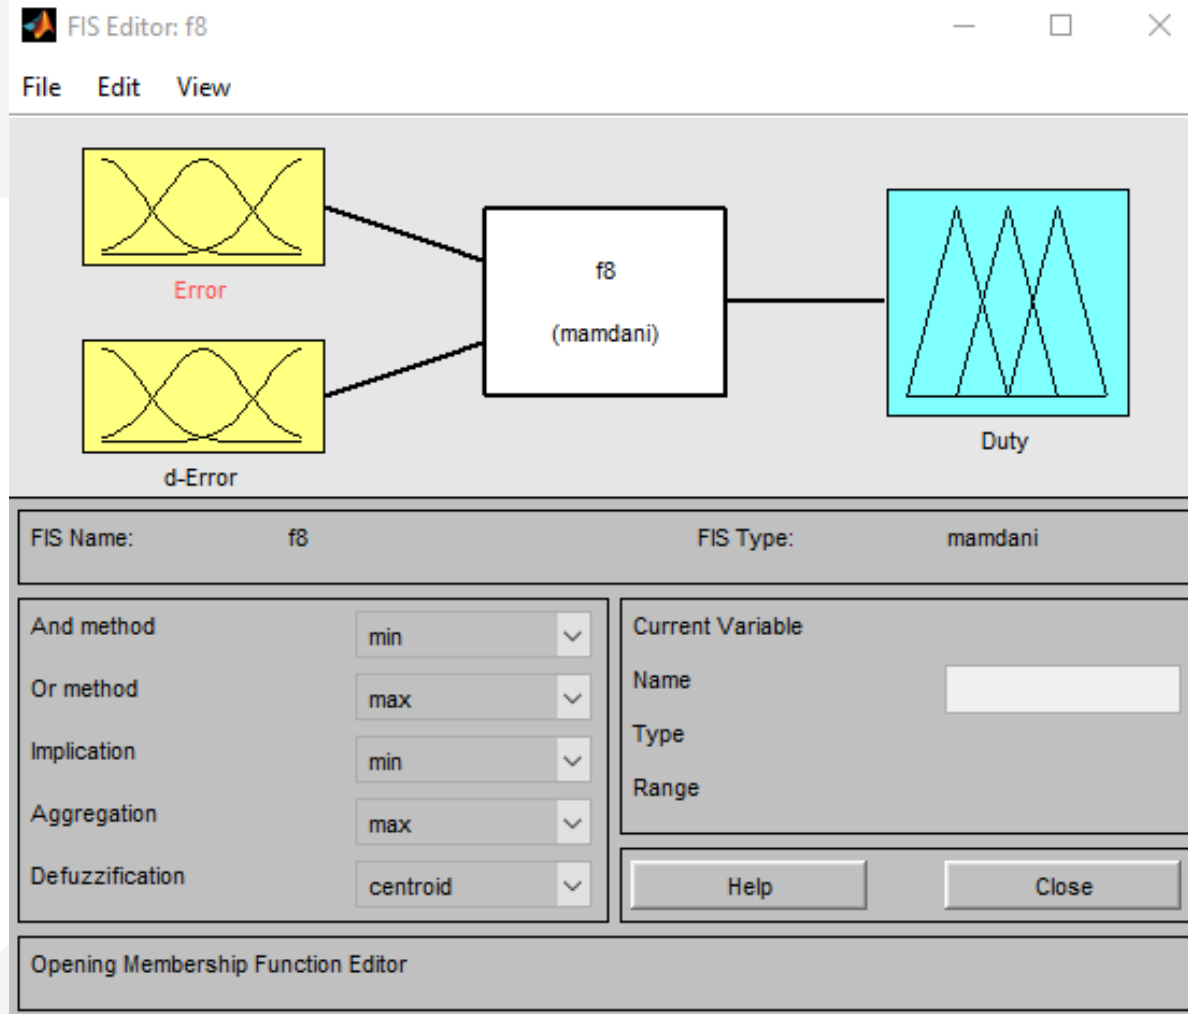 FIS Editor: f8
File Edit View
Error
d-Error
f8
(mamdani)
Duty
FIS Name: f8 FIS Type: mamdani
And method min
Or method max
Implication min
Aggregation max
Defuzzification centroid
Current Variable
Name
Type
Range
Help Close
Opening Membership Function Editor